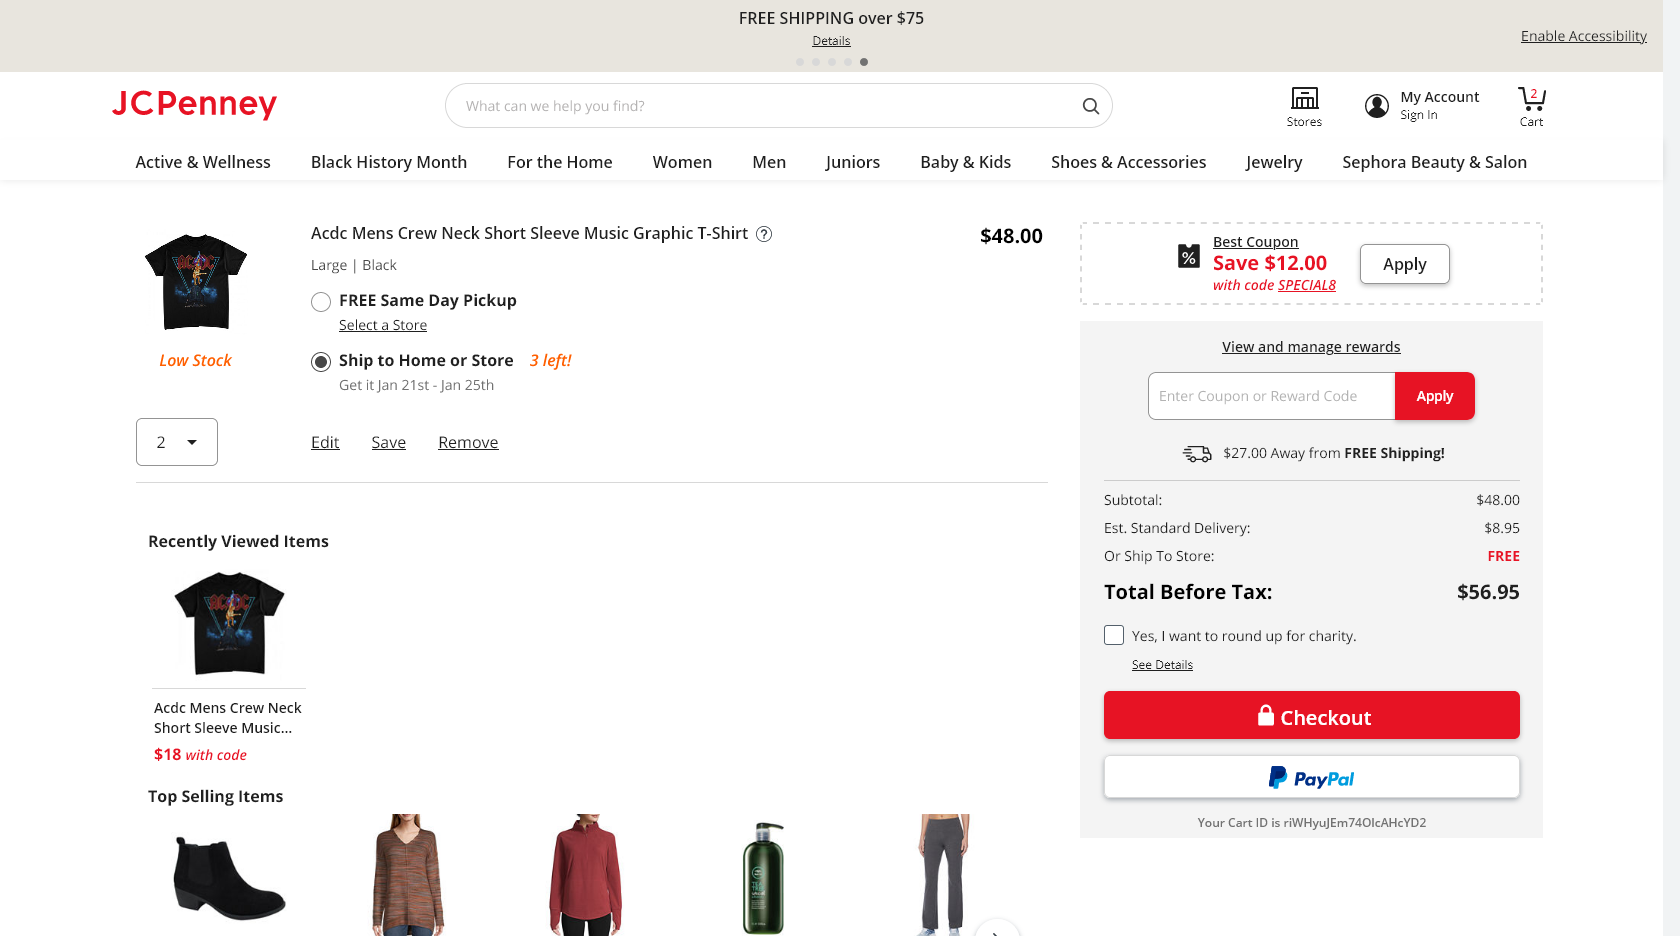 FREE SHIPPING over $75
Details
Enable Accessibility
JCPenney
What can we help you find?
Stores
My Account
Sign In
2
Cart
Active & Wellness
Black History Month
For the Home
Women
Men
Juniors
Baby & Kids
Shoes & Accessories
Jewelry
Sephora Beauty & Salon
Acdc Mens Crew Neck Short Sleeve Music Graphic T-Shirt ?
$48.00
Large | Black
FREE Same Day Pickup
Select a Store
Low Stock
Ship to Home or Store 3 left!
Get it Jan 21st - Jan 25th
2
Edit
Save
Remove
Recently Viewed Items
Acdc Mens Crew Neck
Short Sleeve Music...
$18 with code
Top Selling Items
%
Best Coupon
Save $12.00
with code SPECIAL8
Apply
View and manage rewards
Enter Coupon or Reward Code
Apply
$27.00 Away from FREE Shipping!
Subtotal: $48.00
Est. Standard Delivery: $8.95
Or Ship To Store: FREE
Total Before Tax: $56.95
Yes, I want to round up for charity.
See Details
Checkout
PayPal
Your Cart ID is riWHyuJEm74OlcAHcYD2